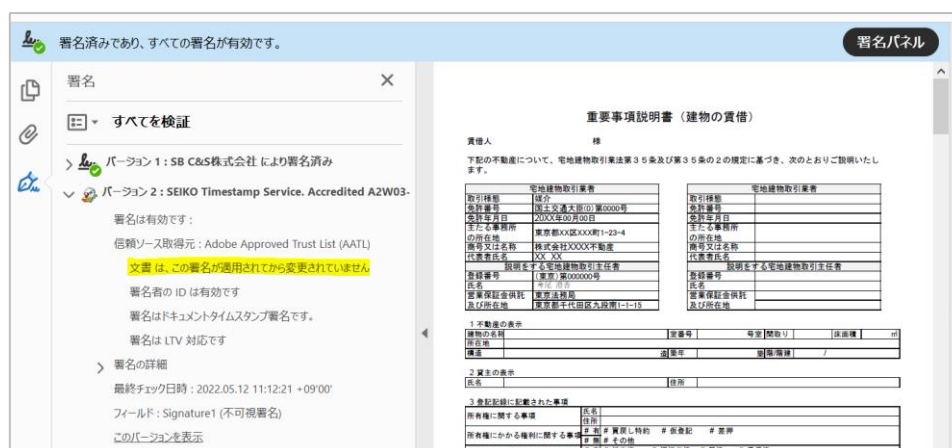 署名済みであり、すべての署名が有効です。
署名パネル
署名
すべてを検証
バージョン 1 : SB C&S株式会社 により署名済み
バージョン 2 : SEIKO Timestamp Service. Accredited A2W03-
署名は有効です :
信頼ソース取得元 : Adobe Approved Trust List (AATL)
文書 は、この署名が適用されてから変更されていません
署名者の ID は有効です
署名はドキュメントタイムスタンプ署名です。
署名は LTV 対応です
署名の詳細
最終チェック日時 : 2022.05.12 11:12:21 +09'00'
フィールド : Signature1 (不可視署名)
このバージョンを表示
重要事項説明書（建物の賃借）
賃借人 様
下記の不動産について、宅地建物取引業法第３５条及び第３５条の２の規定に基づき、次のとおりご説明いたし
ます。
宅地建物取引業者 宅地建物取引業者
取引様態 媒介 取引様態
免許番号 国土交通大臣(0)第0000号 免許番号
免許年月日 20XX年00月00日 免許年月日
主たる事務所
の所在地 東京都XX区XXX町1-23-4 主たる事務所
の所在地
商号又は名称 株式会社XXXX不動産 商号又は名称
代表者氏名 XX XX 代表者氏名
説明をする宅地建物取引主任者 説明をする宅地建物取引主任者
登録番号 (東京)第000000号 登録番号
氏名 氏名
営業保証金供託
及び所在地 東京法務局
東京都千代田区九段南1-1-15 営業保証金供託
及び所在地
１不動産の表示
建物の名称 室番号 号室 間取り 床面積 ㎡
所在地
構造 造 築年 築 階/階建 /
２貸主の表示
氏名 住所
３登記記録に記載された事項
所有権に関する事項 氏名
住所
所有権にかかる権利に関する事項 有 # 買戻し特約 # 仮登記 # 差押
# 無 # その他